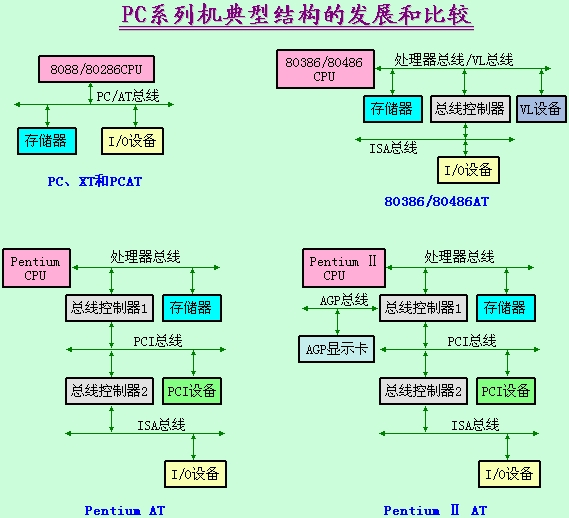 PC系列机典型结构的发展和比较
8088/80286CPU
PC/AT总线
存储器
I/O设备
PC、XT和PCAT
80386/80486
CPU
处理器总线/VL总线
存储器
总线控制器
VL设备
ISA总线
I/O设备
80386/80486AT
Pentium
CPU
处理器总线
总线控制器1
存储器
PCI总线
总线控制器2
PCI设备
ISA总线
I/O设备
Pentium AT
Pentium Ⅱ
CPU
处理器总线
AGP总线
总线控制器1
存储器
AGP显示卡
PCI总线
总线控制器2
PCI设备
ISA总线
I/O设备
Pentium Ⅱ AT